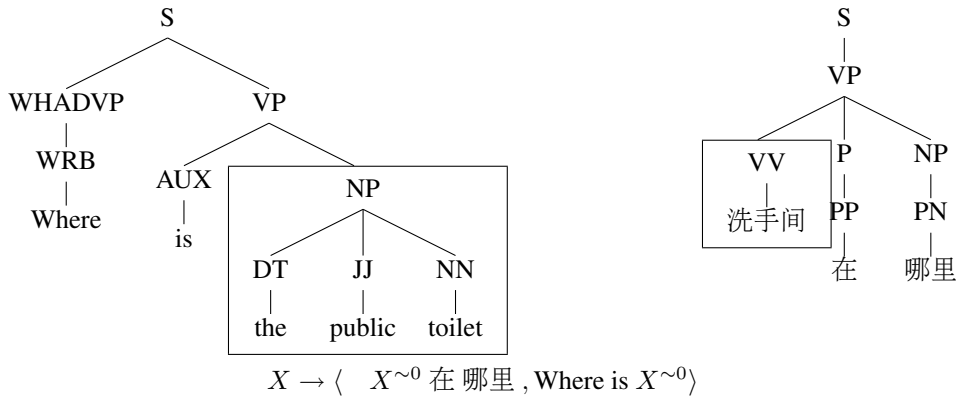 S S
VP
WHADVP VP
WRB VV P NP
AUX NP
Where 洗手间 PP PN
is
DT JJ NN 在 哪里
the public toilet
X → ⟨ X~0 在 哪里 , Where is X~0⟩